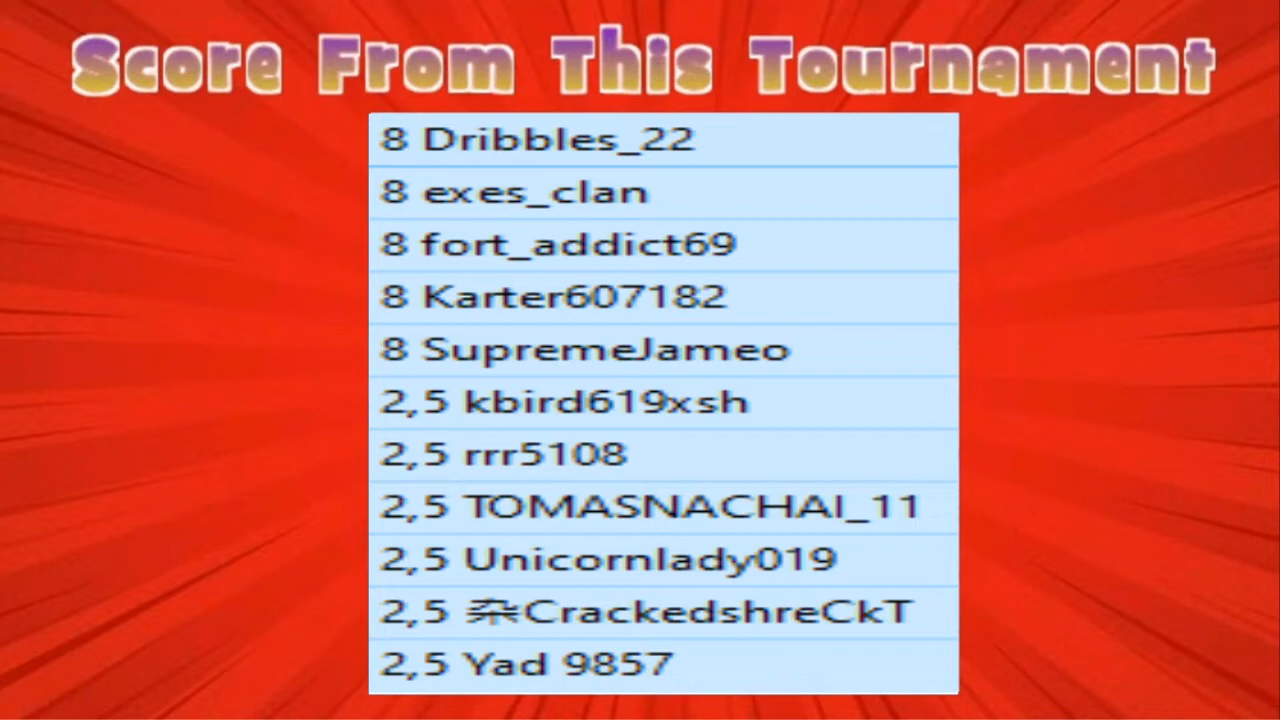 Score From This Tournament
8 Dribbles_22
8 exes_clan
8 fort_addict69
8 Karter607182
8 SupremeJameo
2,5 kbird619xsh
2,5 rrr5108
2,5 TOMASNACHAI_11
2,5 Unicornlady019
2,5 杂CrackedshreCkT
2,5 Yad 9857